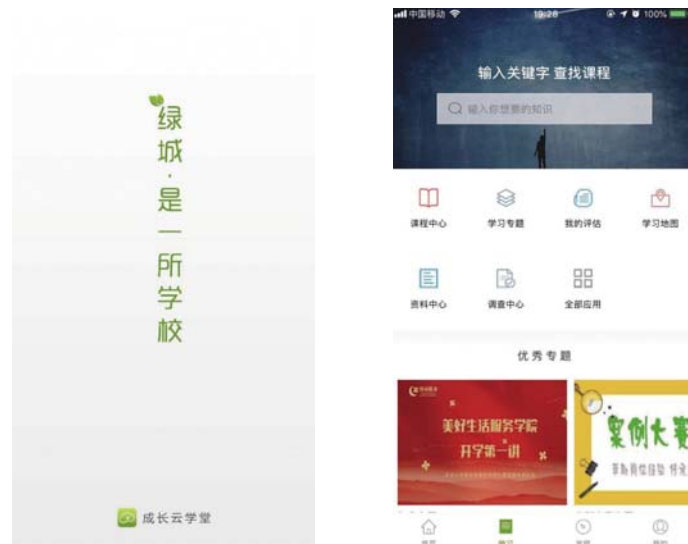 绿城·是一所学校
成长云学堂
中国移动 19:28 100%
输入关键字 查找课程
输入你想要的知识
课程中心 学习专题 我的评估 学习地图
资料中心 调查中心 全部应用
优秀专题
美好生活服务学院
开学第一讲
案例大赛
学习